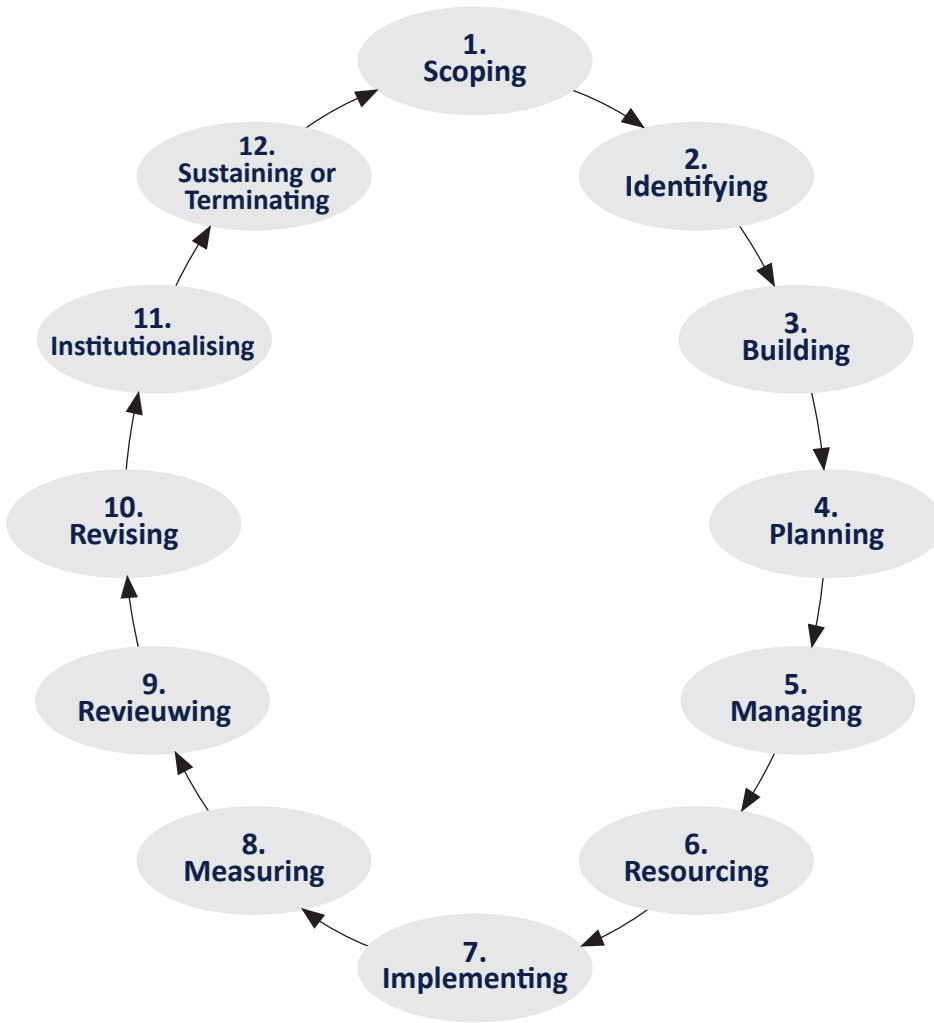 1.
Scoping
2.
Identifying
3.
Building
4.
Planning
5.
Managing
6.
Resourcing
7.
Implementing
8.
Measuring
9.
Revieuwing
10.
Revising
11.
Institutionalising
12.
Sustaining or
Terminating